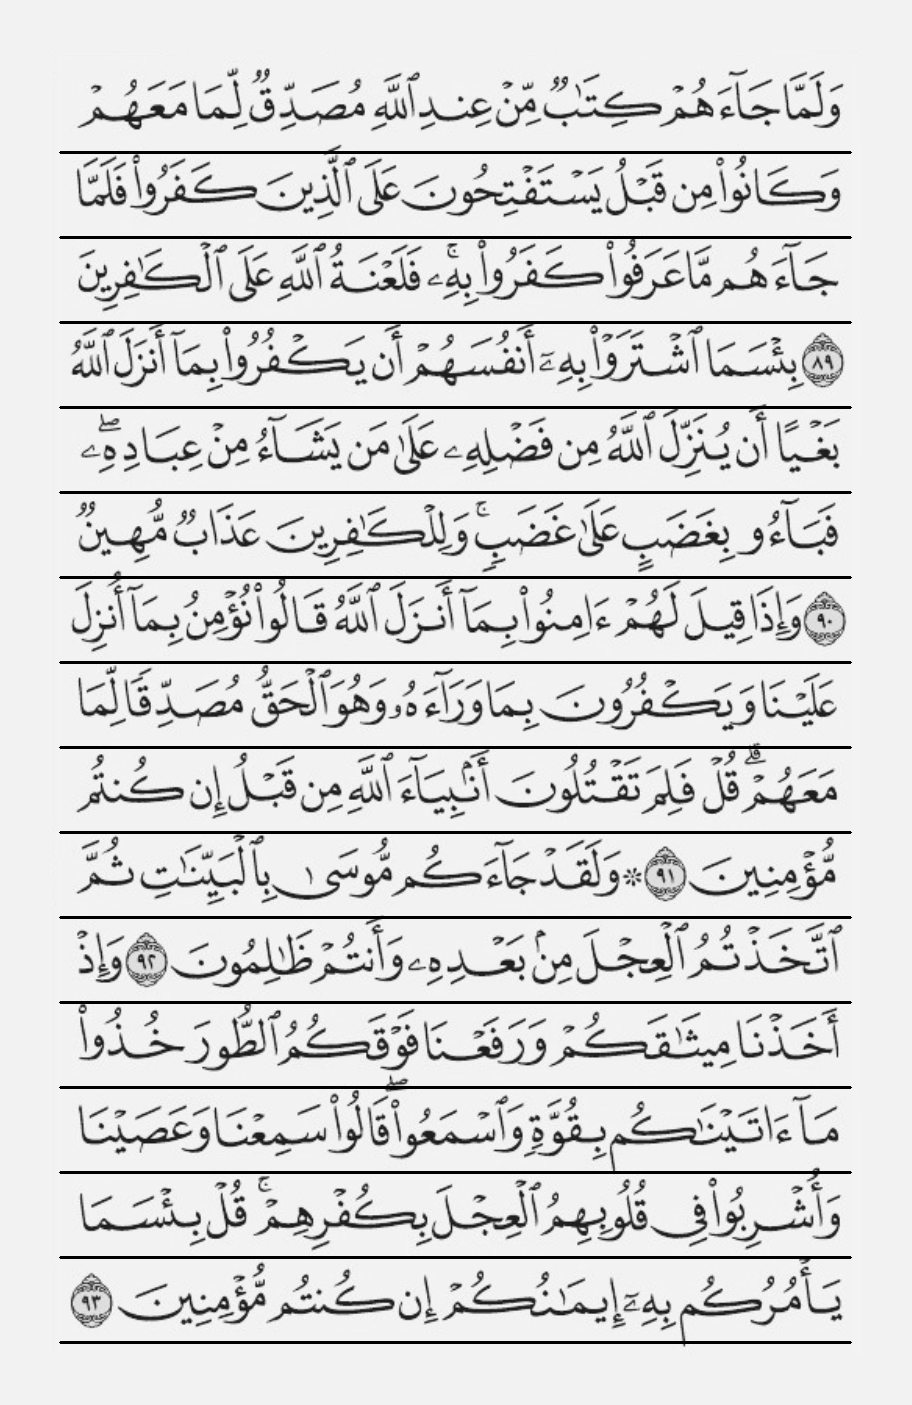 وَلَمَّا جَآءَهُمْ كِتَٰبٌ مِّنْ عِندِ ٱللَّهِ مُصَدِّقٌ لِّمَا مَعَهُمْ
وَكَانُوا۟ مِن قَبْلُ يَسْتَفْتِحُونَ عَلَى ٱلَّذِينَ كَفَرُوا۟ فَلَمَّا
جَآءَهُم مَّا عَرَفُوا۟ كَفَرُوا۟ بِهِۦ ۚ فَلَعْنَةُ ٱللَّهِ عَلَى ٱلْكَٰفِرِينَ
٨٩ بِئْسَمَا ٱشْتَرَوْا۟ بِهِۦٓ أَنفُسَهُمْ أَن يَكْفُرُوا۟ بِمَآ أَنزَلَ ٱللَّهُ
بَغْيًا أَن يُنَزِّلَ ٱللَّهُ مِن فَضْلِهِۦ عَلَىٰ مَن يَشَآءُ مِنْ عِبَادِهِۦ ۖ
فَبَآءُو بِغَضَبٍ عَلَىٰ غَضَبٍ ۚ وَلِلْكَٰفِرِينَ عَذَابٌ مُّهِينٌ
٩٠ وَإِذَا قِيلَ لَهُمْ ءَامِنُوا۟ بِمَآ أَنزَلَ ٱللَّهُ قَالُوا۟ نُؤْمِنُ بِمَآ أُنزِلَ
عَلَيْنَا وَيَكْفُرُونَ بِمَا وَرَآءَهُۥ وَهُوَ ٱلْحَقُّ مُصَدِّقًا لِّمَا
مَعَهُمْ ۗ قُلْ فَلِمَ تَقْتُلُونَ أَنۢبِيَآءَ ٱللَّهِ مِن قَبْلُ إِن كُنتُم
مُّؤْمِنِينَ ٩١ ۞ وَلَقَدْ جَآءَكُم مُّوسَىٰ بِٱلْبَيِّنَٰتِ ثُمَّ
ٱتَّخَذْتُمُ ٱلْعِجْلَ مِنۢ بَعْدِهِۦ وَأَنتُمْ ظَٰلِمُونَ ٩٢ وَإِذْ
أَخَذْنَا مِيثَٰقَكُمْ وَرَفَعْنَا فَوْقَكُمُ ٱلطُّورَ خُذُوا۟
مَآ ءَاتَيْنَٰكُم بِقُوَّةٍ وَٱسْمَعُوا۟ ۖ قَالُوا۟ سَمِعْنَا وَعَصَيْنَا
وَأُشْرِبُوا۟ فِى قُلُوبِهِمُ ٱلْعِجْلَ بِكُفْرِهِمْ ۚ قُلْ بِئْسَمَا
يَأْمُرُكُم بِهِۦٓ إِيمَٰنُكُمْ إِن كُنتُم مُّؤْمِنِينَ ٩٣